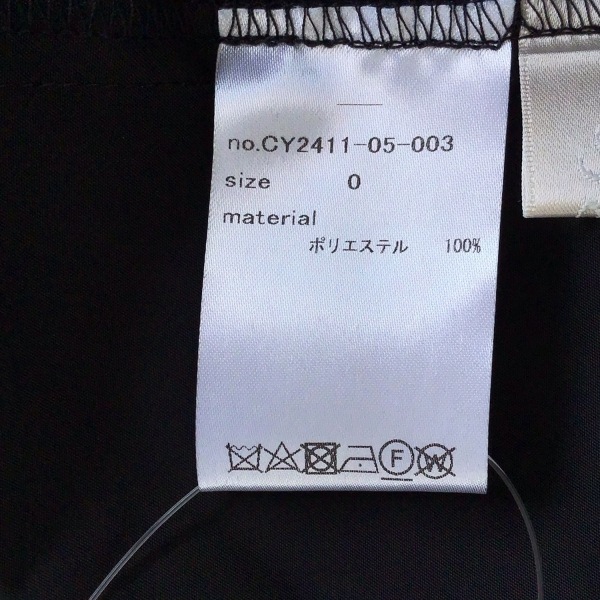 no.CY2411-05-003
size 0
material
ポリエステル 100%
F W